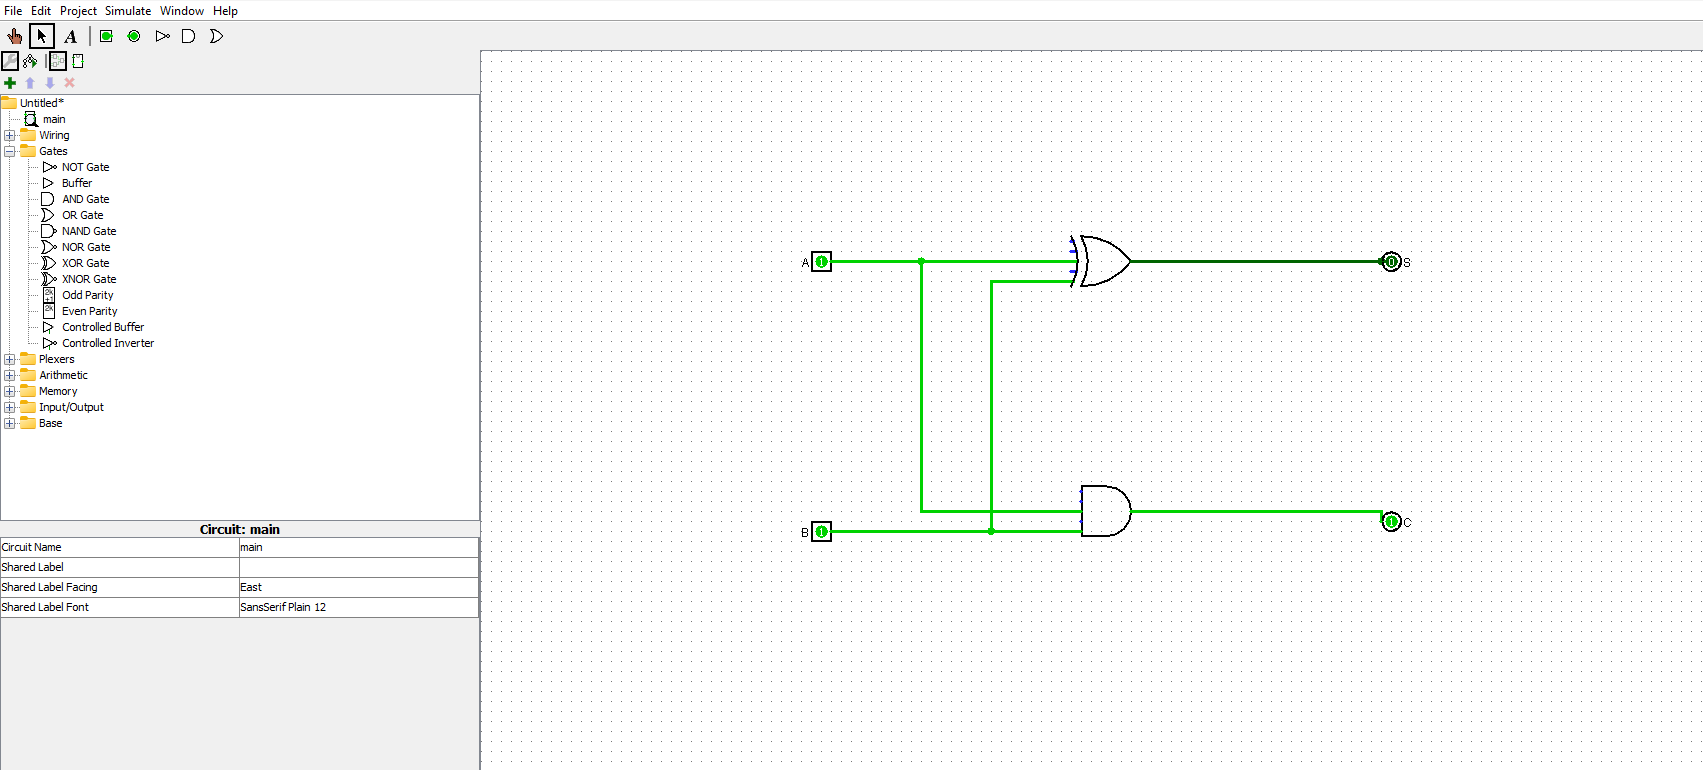 File Edit Project Simulate Window Help
A
Untitled*
main
Wiring
Gates
NOT Gate
Buffer
AND Gate
OR Gate
NAND Gate
NOR Gate
XOR Gate
XNOR Gate
Odd Parity
Even Parity
Controlled Buffer
Controlled Inverter
Plexers
Arithmetic
Memory
Input/Output
Base
Circuit: main
Circuit Name main
Shared Label
Shared Label Facing East
Shared Label Font SansSerif Plain 12
A 1
0 S
B 1
1 C